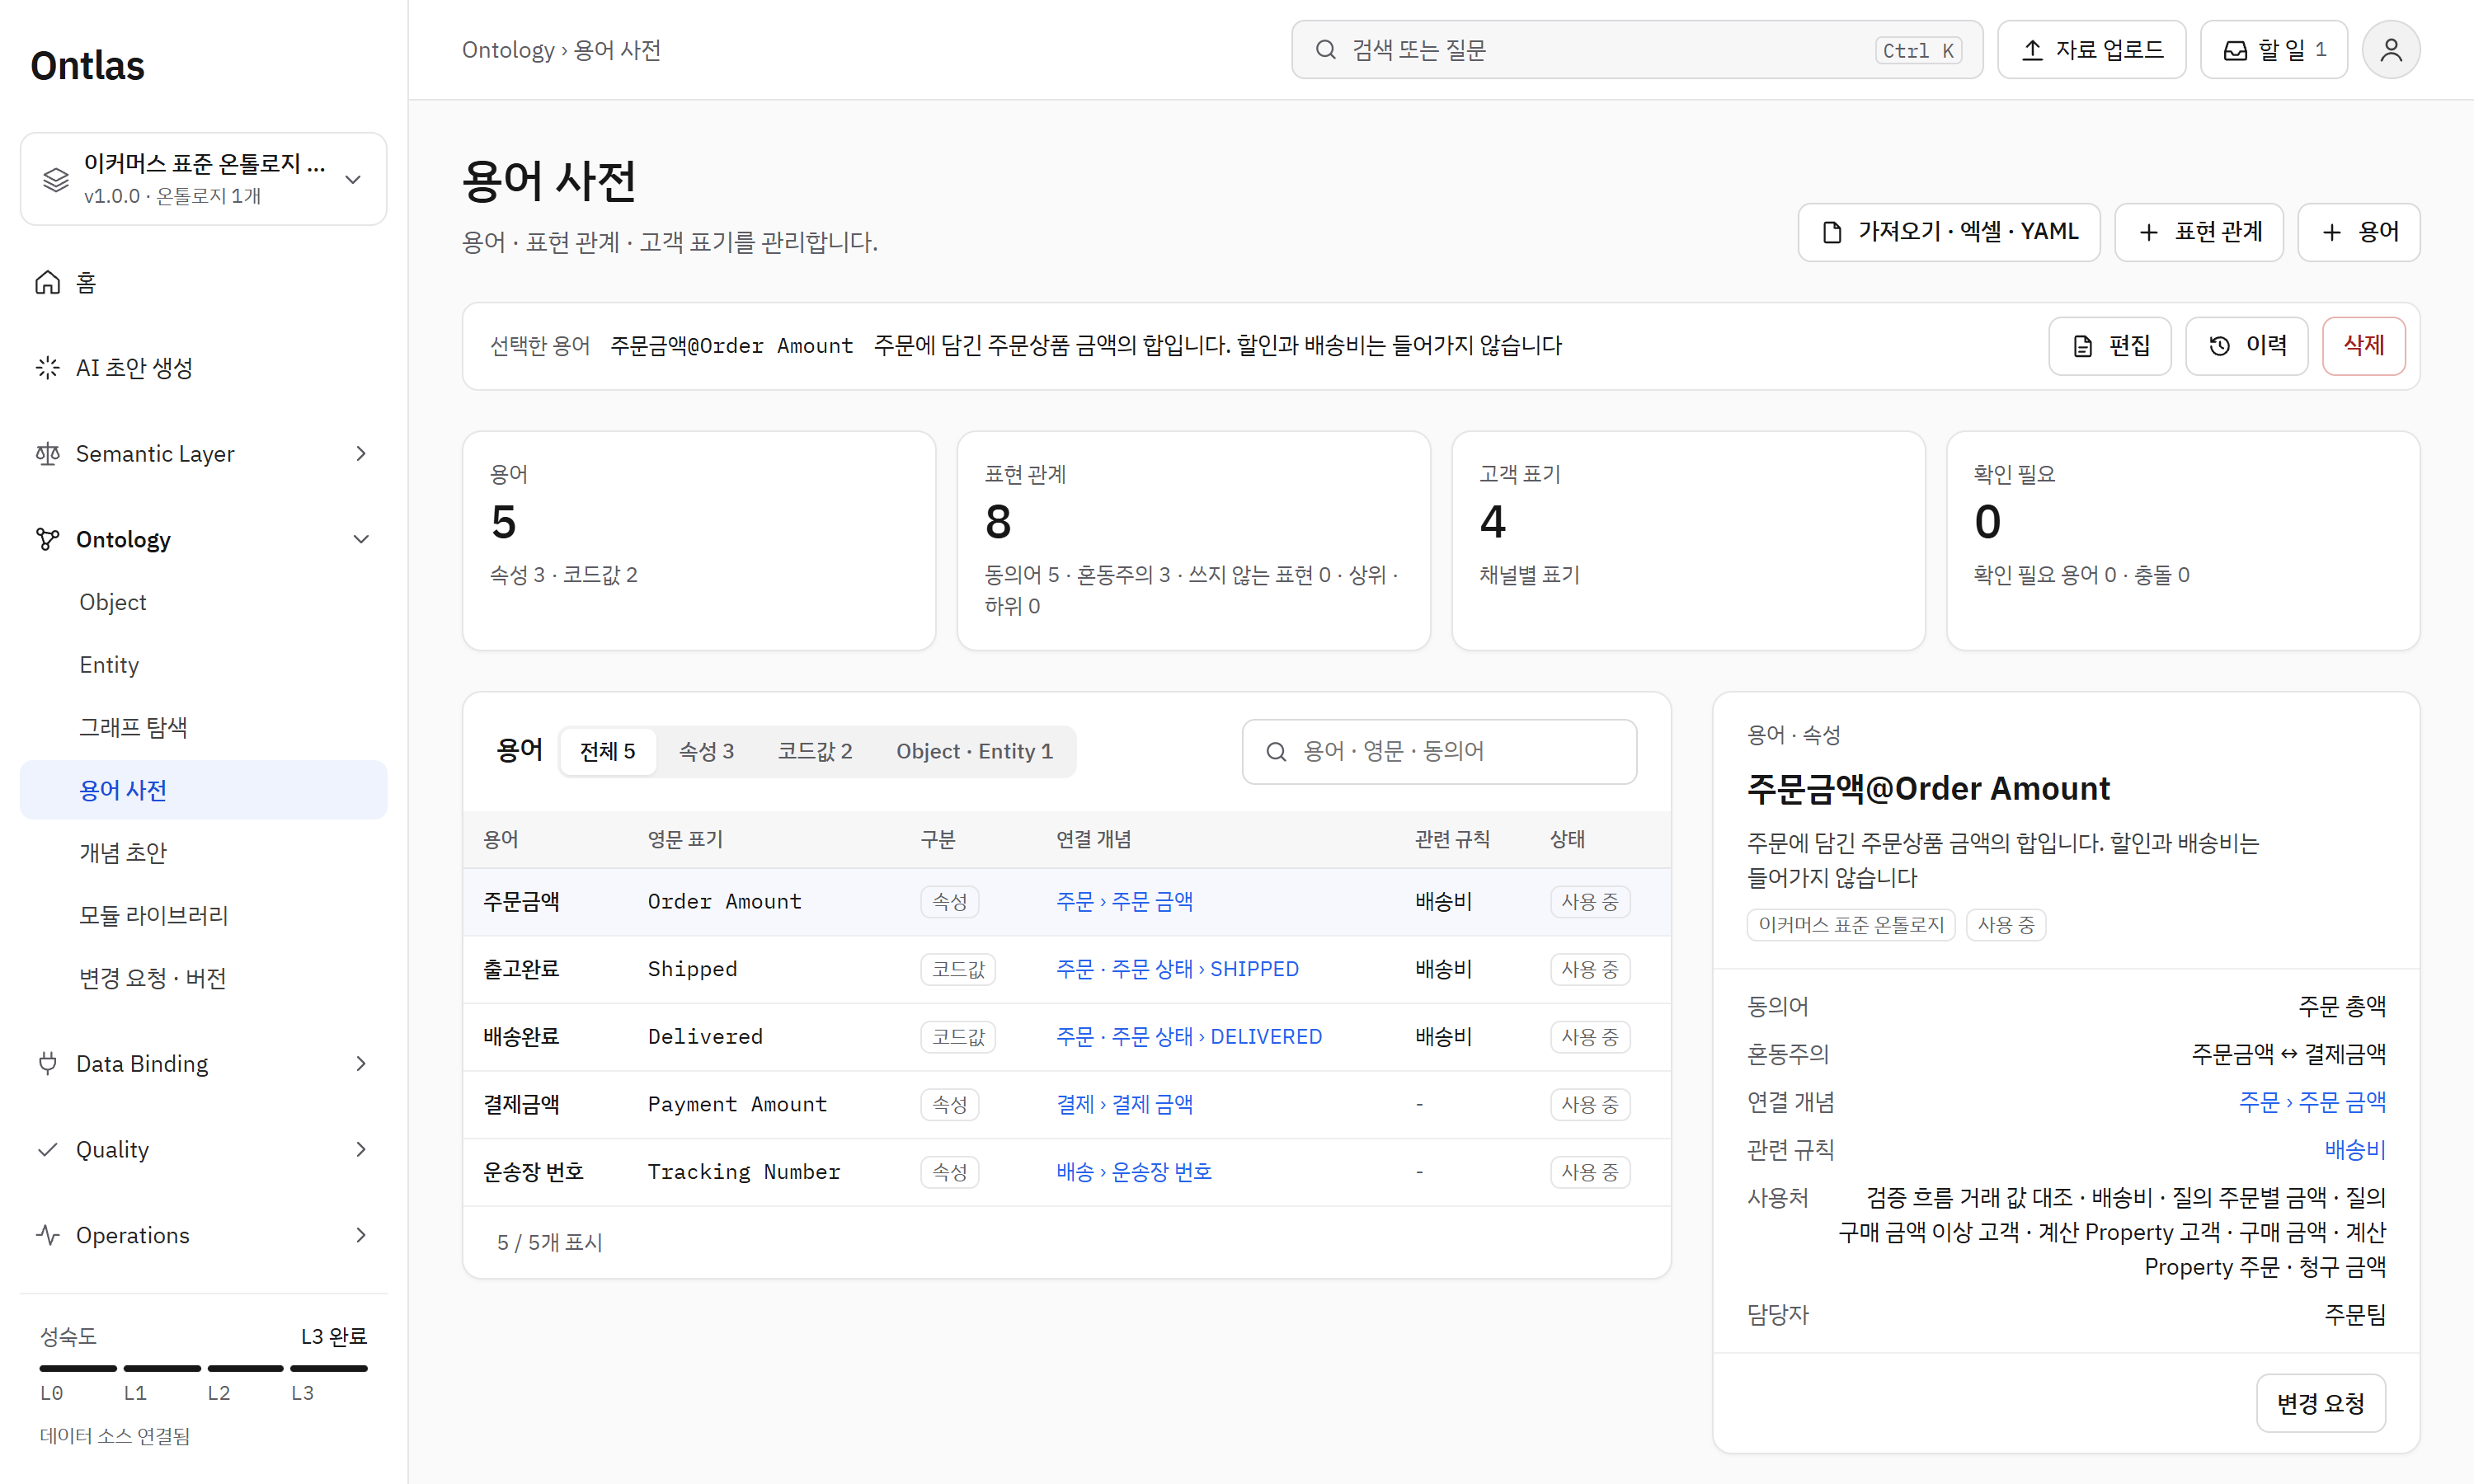 Ontlas
이커머스 표준 온톨로지 ...
v1.0.0 · 온톨로지 1개
홈
AI 초안 생성
Semantic Layer
Ontology
Object
Entity
그래프 탐색
용어 사전
개념 초안
모듈 라이브러리
변경 요청 · 버전
Data Binding
Quality
Operations
성숙도 L3 완료
L0 L1 L2 L3
데이터 소스 연결됨
Ontology › 용어 사전
검색 또는 질문 Ctrl K
자료 업로드
할 일 1
용어 사전
용어 · 표현 관계 · 고객 표기를 관리합니다.
가져오기 · 엑셀 · YAML
표현 관계
용어
선택한 용어 주문금액@Order Amount 주문에 담긴 주문상품 금액의 합입니다. 할인과 배송비는 들어가지 않습니다
편집
이력
삭제
용어
5
속성 3 · 코드값 2
표현 관계
8
동의어 5 · 혼동주의 3 · 쓰지 않는 표현 0 · 상위 ·
하위 0
고객 표기
4
채널별 표기
확인 필요
0
확인 필요 용어 0 · 충돌 0
용어 전체 5 속성 3 코드값 2 Object · Entity 1
용어 · 영문 · 동의어
용어 영문 표기 구분 연결 개념 관련 규칙 상태
주문금액 Order Amount 속성 주문 › 주문 금액 배송비 사용 중
출고완료 Shipped 코드값 주문 · 주문 상태 › SHIPPED 배송비 사용 중
배송완료 Delivered 코드값 주문 · 주문 상태 › DELIVERED 배송비 사용 중
결제금액 Payment Amount 속성 결제 › 결제 금액 - 사용 중
운송장 번호 Tracking Number 속성 배송 › 운송장 번호 - 사용 중
5 / 5개 표시
용어 · 속성
주문금액@Order Amount
주문에 담긴 주문상품 금액의 합입니다. 할인과 배송비는
들어가지 않습니다
이커머스 표준 온톨로지 사용 중
동의어 주문 총액
혼동주의 주문금액 ↔ 결제금액
연결 개념 주문 › 주문 금액
관련 규칙 배송비
사용처 검증 흐름 거래 값 대조 · 배송비 · 질의 주문별 금액 · 질의
구매 금액 이상 고객 · 계산 Property 고객 · 구매 금액 · 계산
Property 주문 · 청구 금액
담당자 주문팀
변경 요청